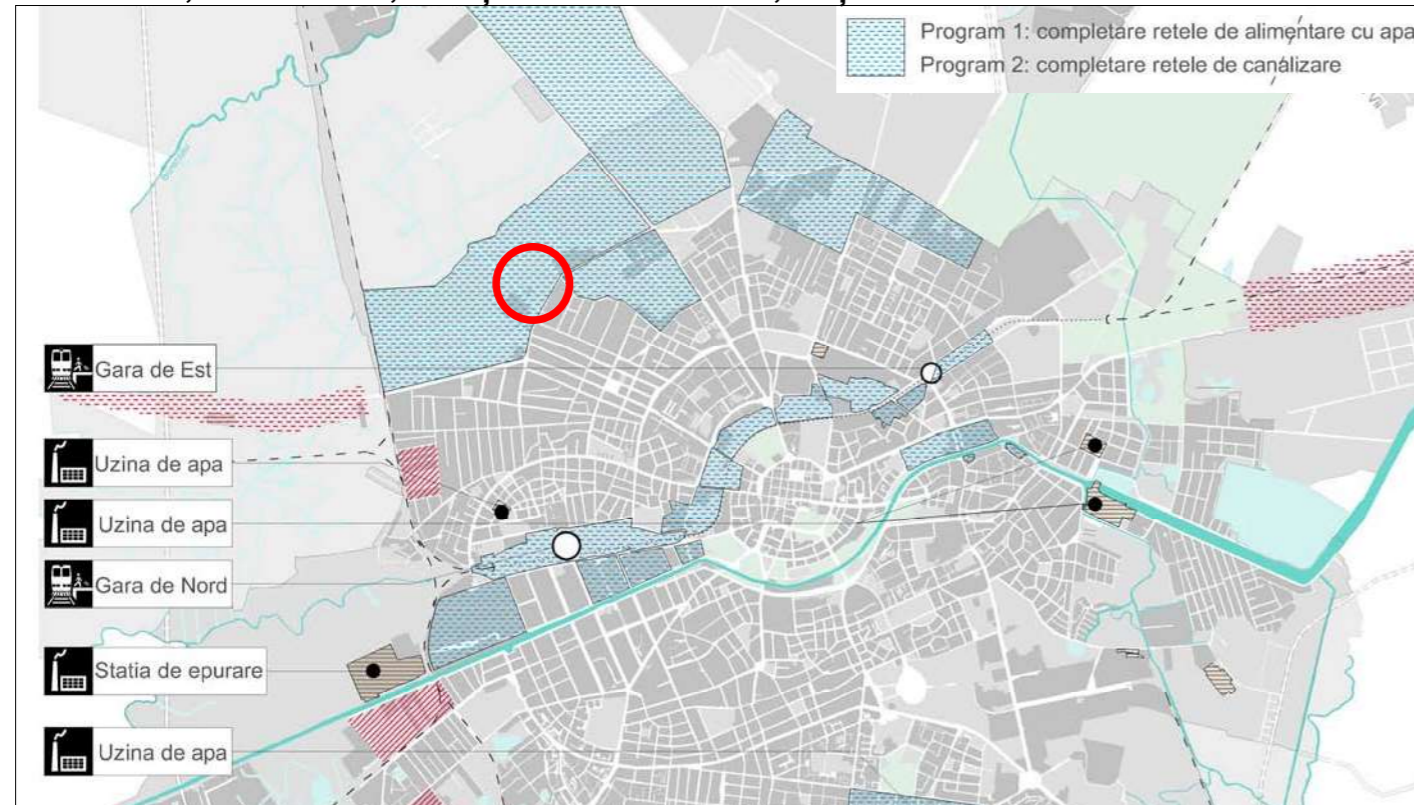 Program 1: completare retele de alimentare cu apa
Program 2: completare retele de canalizare
Gara de Est
Uzina de apa
Uzina de apa
Gara de Nord
Statia de epurare
Uzina de apa